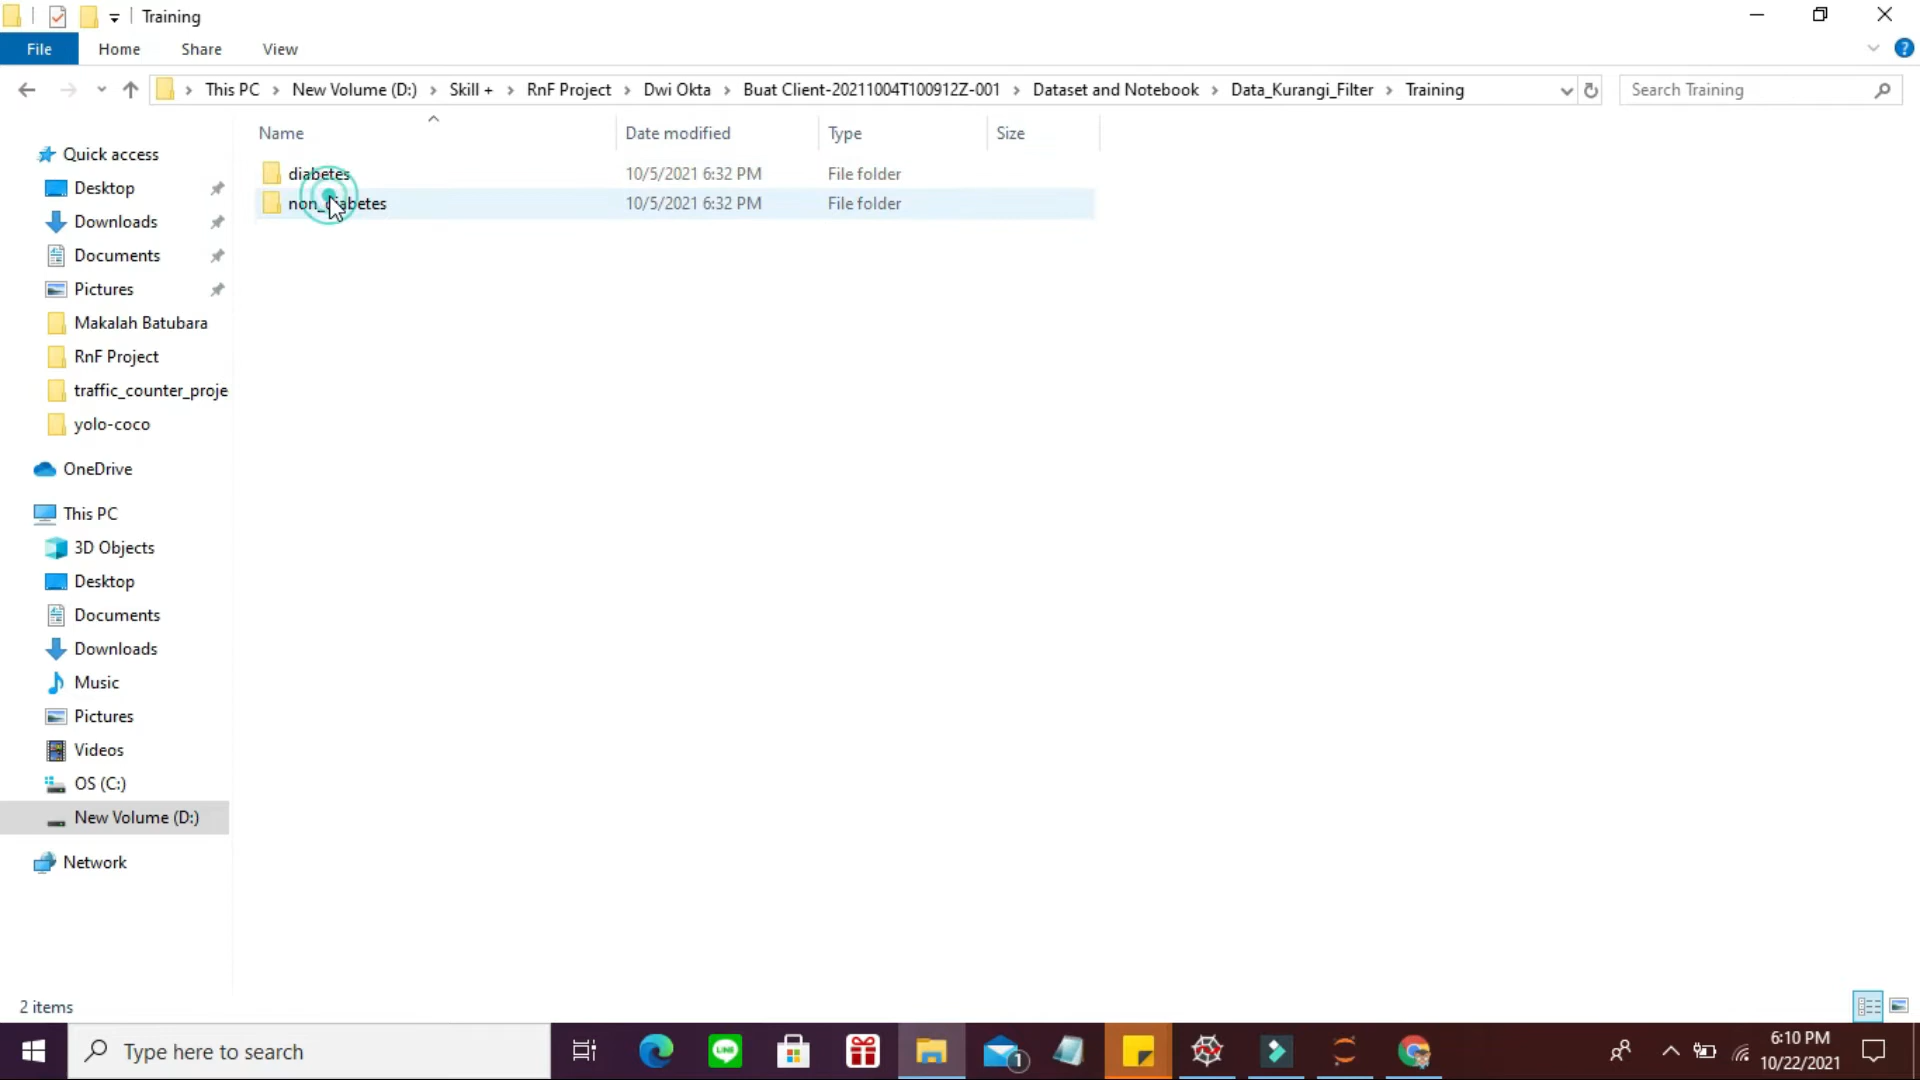 Training
File Home Share View
This PC New Volume (D:) Skill + RnF Project Dwi Okta Buat Client-20211004T100912Z-001 Dataset and Notebook Data_Kurangi_Filter Training Search Training
Name Date modified Type Size
diabetes 10/5/2021 6:32 PM File folder
non_diabetes 10/5/2021 6:32 PM File folder
Quick access
Desktop
Downloads
Documents
Pictures
Makalah Batubara
RnF Project
traffic_counter_proje
yolo-coco
OneDrive
This PC
3D Objects
Desktop
Documents
Downloads
Music
Pictures
Videos
OS (C:)
New Volume (D:)
Network
2 items
Type here to search
LINE
1
6:10 PM
10/22/2021